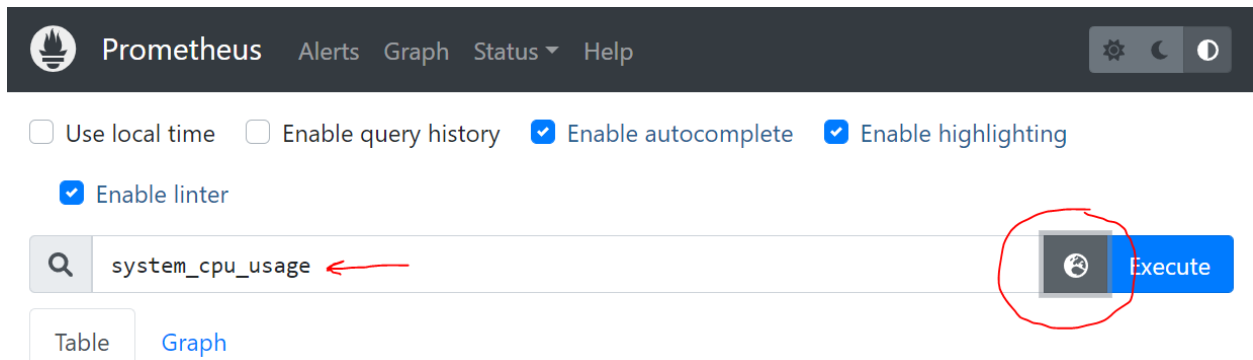 Prometheus Alerts Graph Status Help
Use local time Enable query history Enable autocomplete Enable highlighting
Enable linter
system_cpu_usage Execute
Table Graph